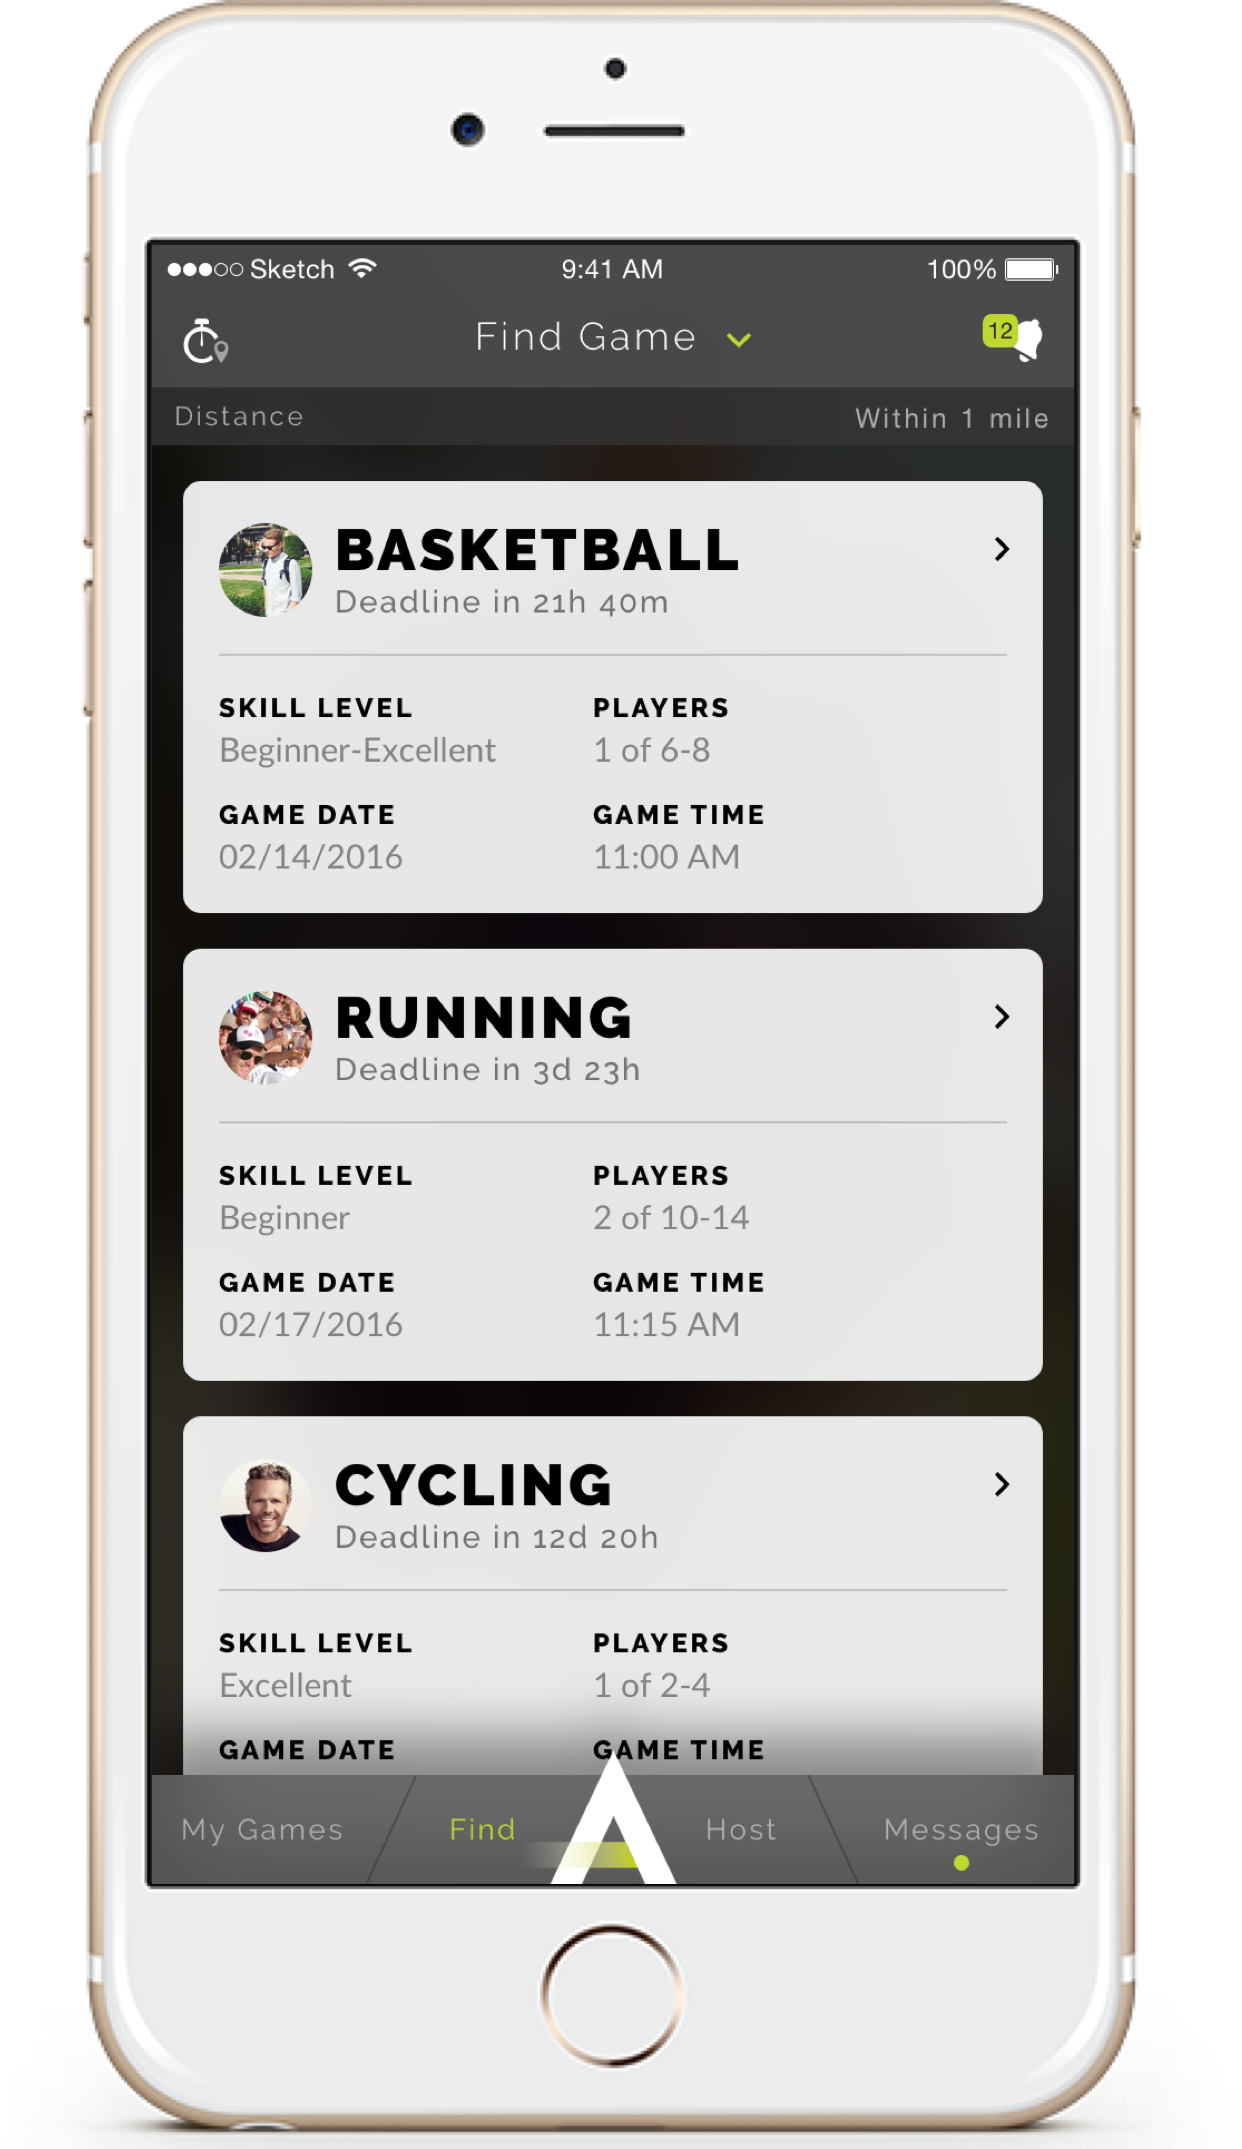 Sketch 9:41 AM 100%
Find Game 12
Distance Within 1 mile
BASKETBALL
Deadline in 21h 40m
SKILL LEVEL PLAYERS
Beginner-Excellent 1 of 6-8
GAME DATE GAME TIME
02/14/2016 11:00 AM
RUNNING
Deadline in 3d 23h
SKILL LEVEL PLAYERS
Beginner 2 of 10-14
GAME DATE GAME TIME
02/17/2016 11:15 AM
CYCLING
Deadline in 12d 20h
SKILL LEVEL PLAYERS
Excellent 1 of 2-4
GAME DATE GAME TIME
My Games Find Host Messages